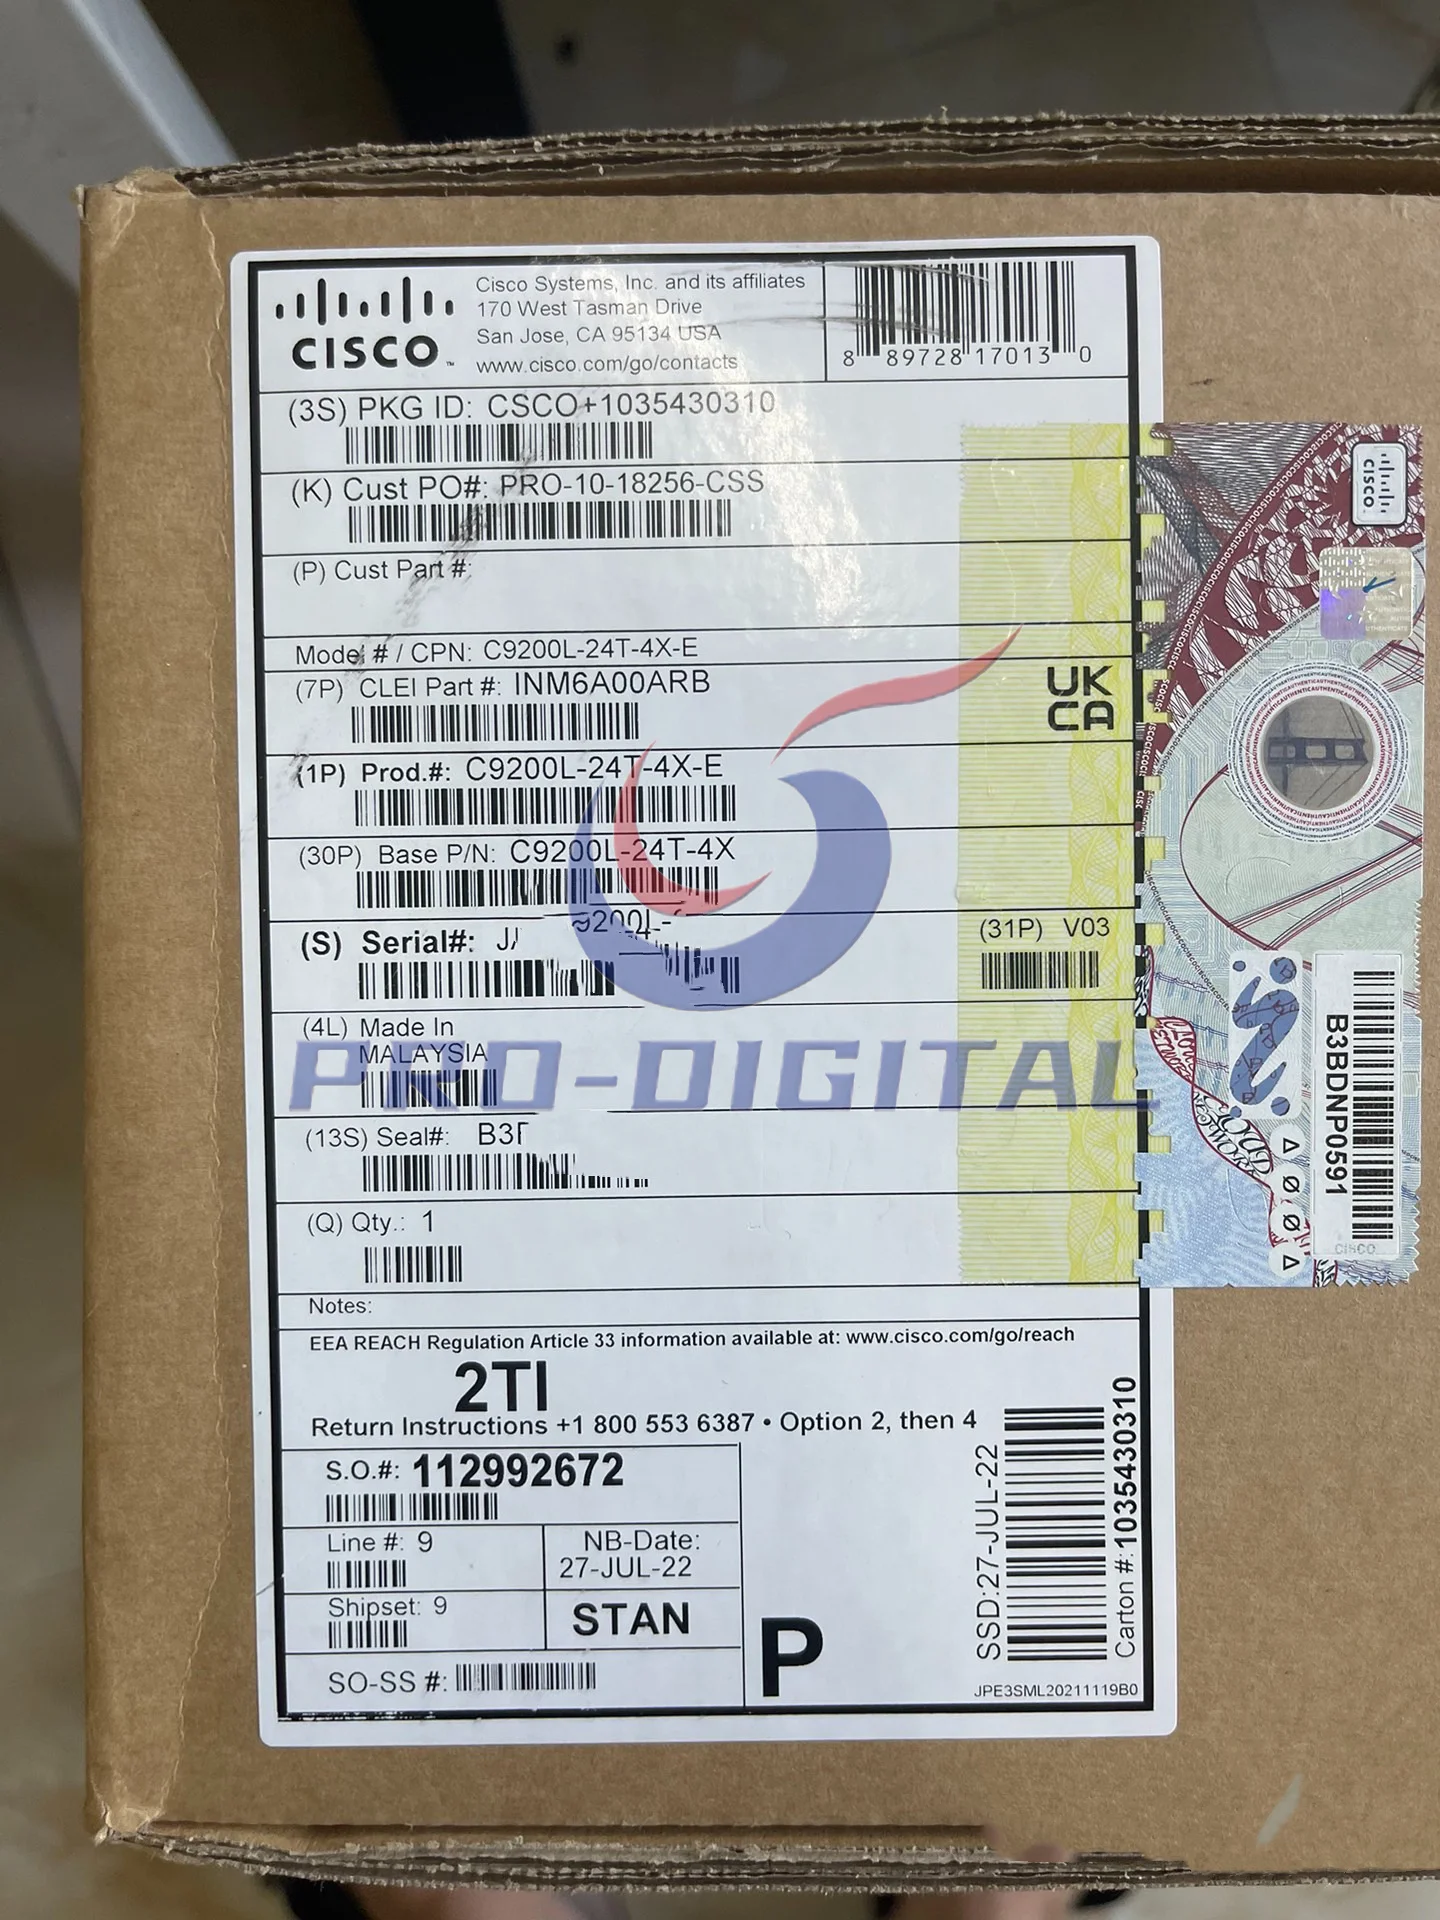 CISCO
Cisco Systems, Inc. and its affiliates
170 West Tasman Drive
San Jose, CA 95134 USA
www.cisco.com/go/contacts
8 89728 17013 0
(3S) PKG ID: CSCO+1035430310
(K) Cust PO#: PRO-10-18256-CSS
(P) Cust Part #:
Model # / CPN: C9200L-24T-4X-E
(7P) CLEI Part #: INM6A00ARB
UK
CA
(1P) Prod.#: C9200L-24T-4X-E
(30P) Base P/N: C9200L-24T-4X
(S) Serial#:
(31P) V03
(4L) Made In
MALAYSIA
PRO-DIGITAL
(13S) Seal#:
(Q) Qty.: 1
Notes:
EEA REACH Regulation Article 33 information available at: www.cisco.com/go/reach
2TI
Return Instructions +1 800 553 6387 • Option 2, then 4
S.O.#: 112992672
Line #: 9
NB-Date:
27-JUL-22
Shipset: 9
STAN
SO-SS #:
P
SSD:27-JUL-22
Carton #:1035430310
JPE3SML20211119B0
CISCO
B3BDNP0591
CISCO